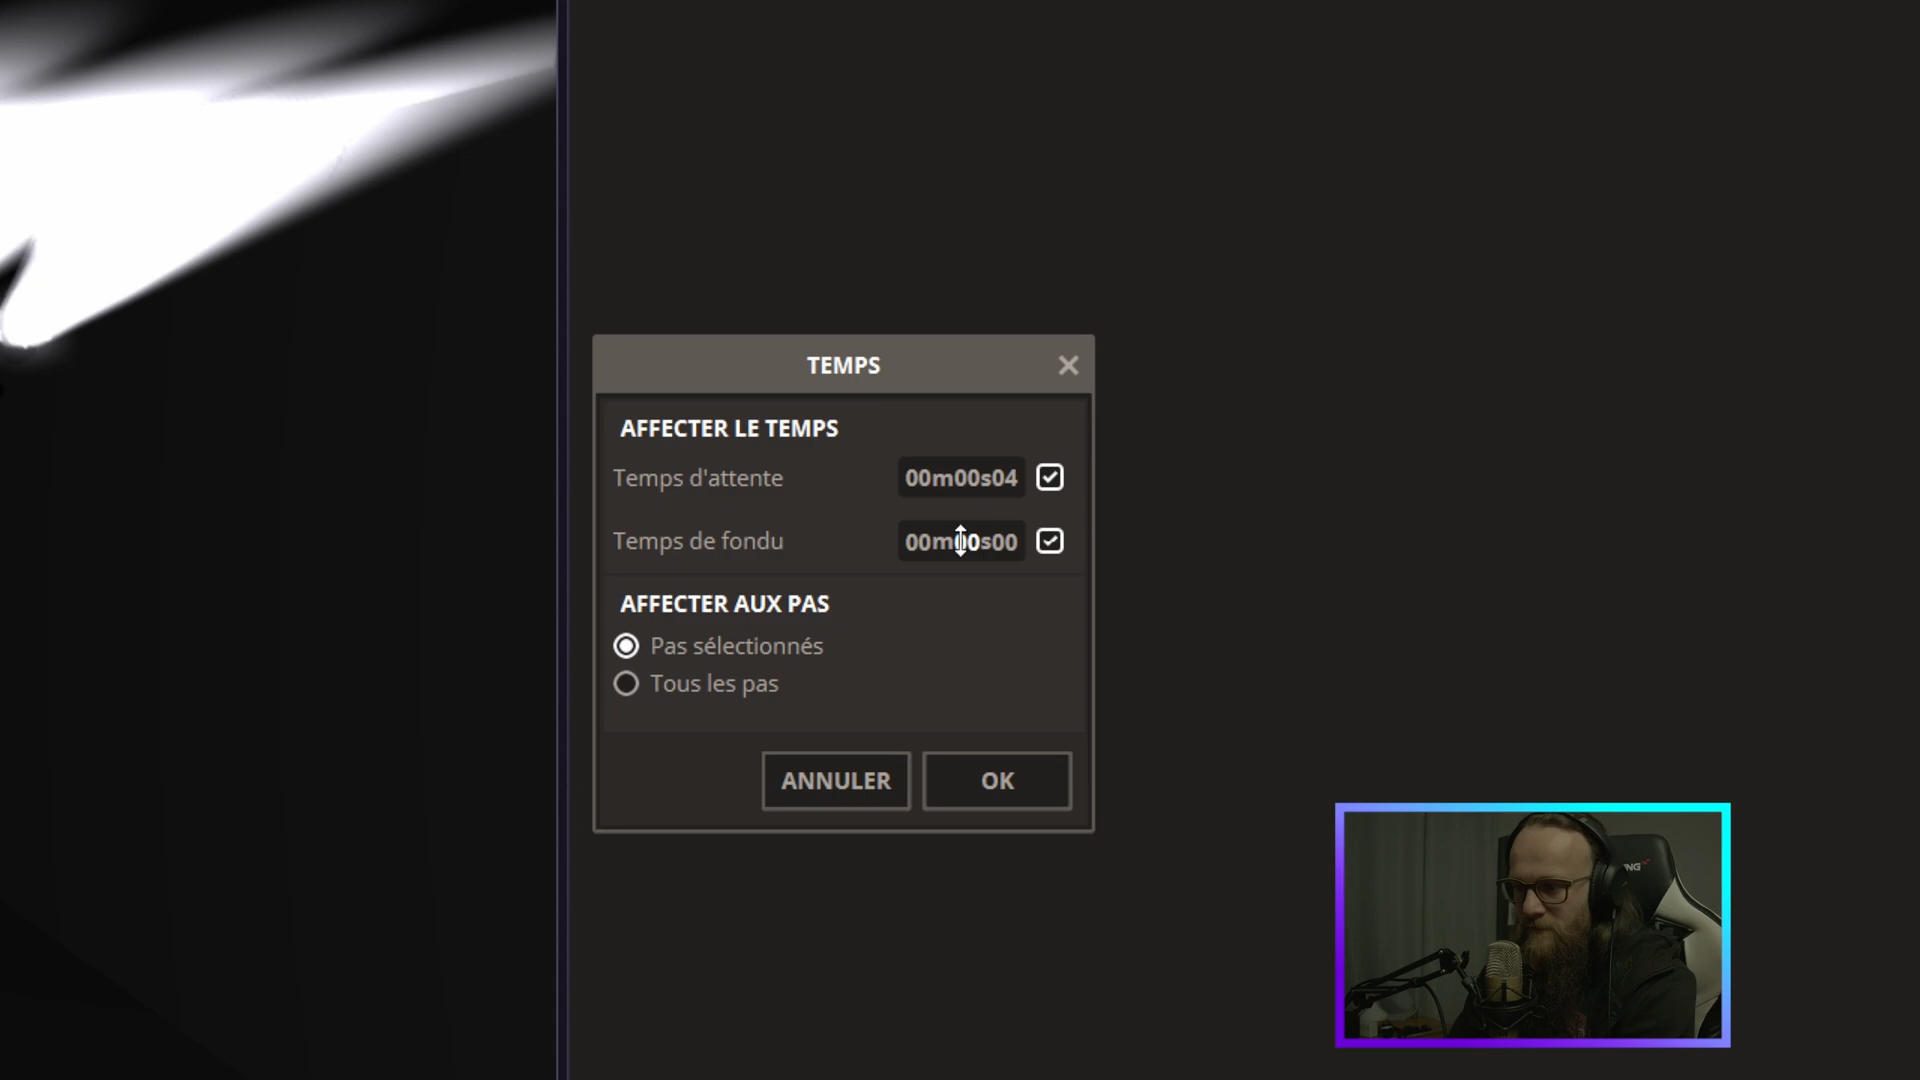 TEMPS
AFFECTER LE TEMPS
Temps d'attente 00m00s04
Temps de fondu 00m00s00
AFFECTER AUX PAS
Pas sélectionnés
Tous les pas
ANNULER OK